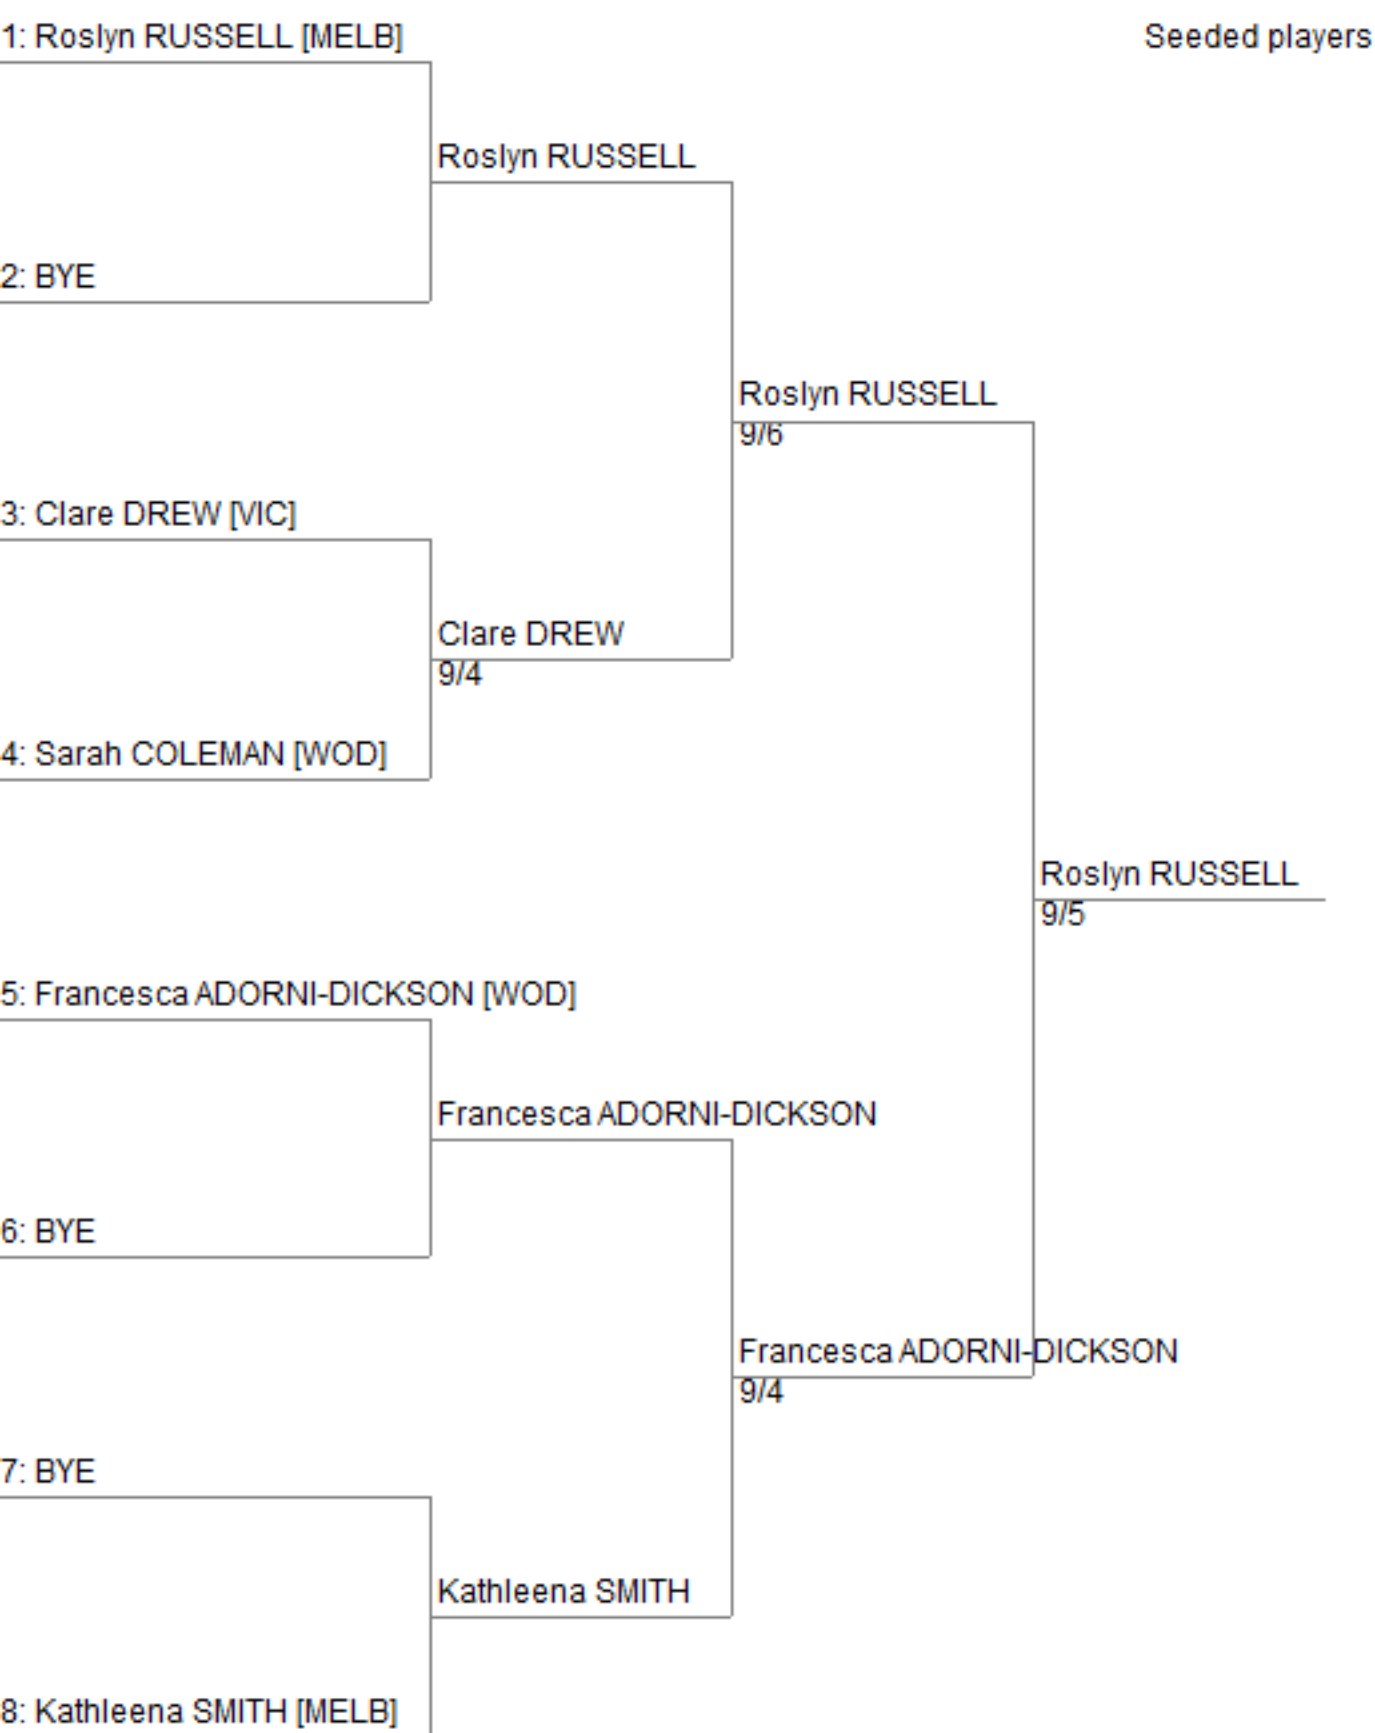 1: Roslyn RUSSELL [MELB]
Seeded players
Roslyn RUSSELL
2: BYE
Roslyn RUSSELL
9/6
3: Clare DREW [VIC]
Clare DREW
9/4
4: Sarah COLEMAN [WOD]
Roslyn RUSSELL
9/5
5: Francesca ADORNI-DICKSON [WOD]
Francesca ADORNI-DICKSON
6: BYE
Francesca ADORNI-DICKSON
9/4
7: BYE
Kathleena SMITH
8: Kathleena SMITH [MELB]